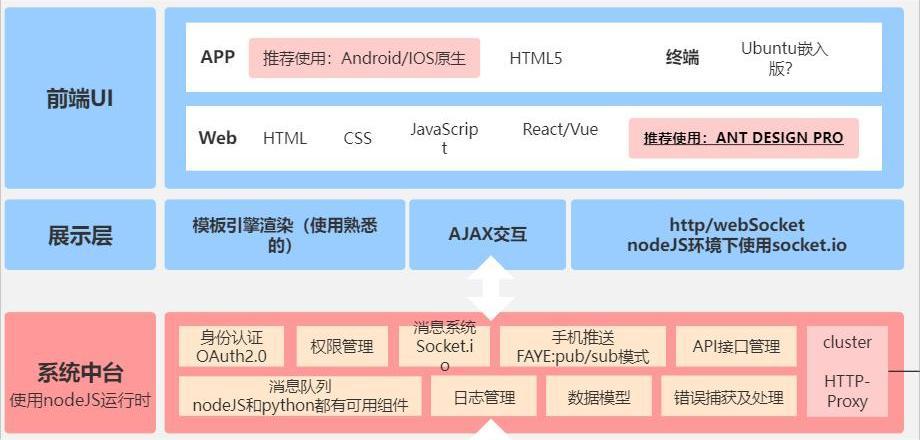 前端UI
APP
推荐使用：Android/IOS原生
HTML5
终端
Ubuntu嵌入
版?
Web
HTML
CSS
JavaScrip
t
React/Vue
推荐使用：ANT DESIGN PRO
展示层
模板引擎渲染（使用熟悉
的）
AJAX交互
http/webSocket
nodeJS环境下使用socket.io
系统中台
使用nodeJS运行时
身份认证
OAuth2.0
权限管理
消息系统
Socket.i
o
手机推送
FAYE:pub/sub模式
API接口管理
cluster
HTTP-
Proxy
消息队列
nodeJS和python都有可用组件
日志管理
数据模型
错误捕获及处理